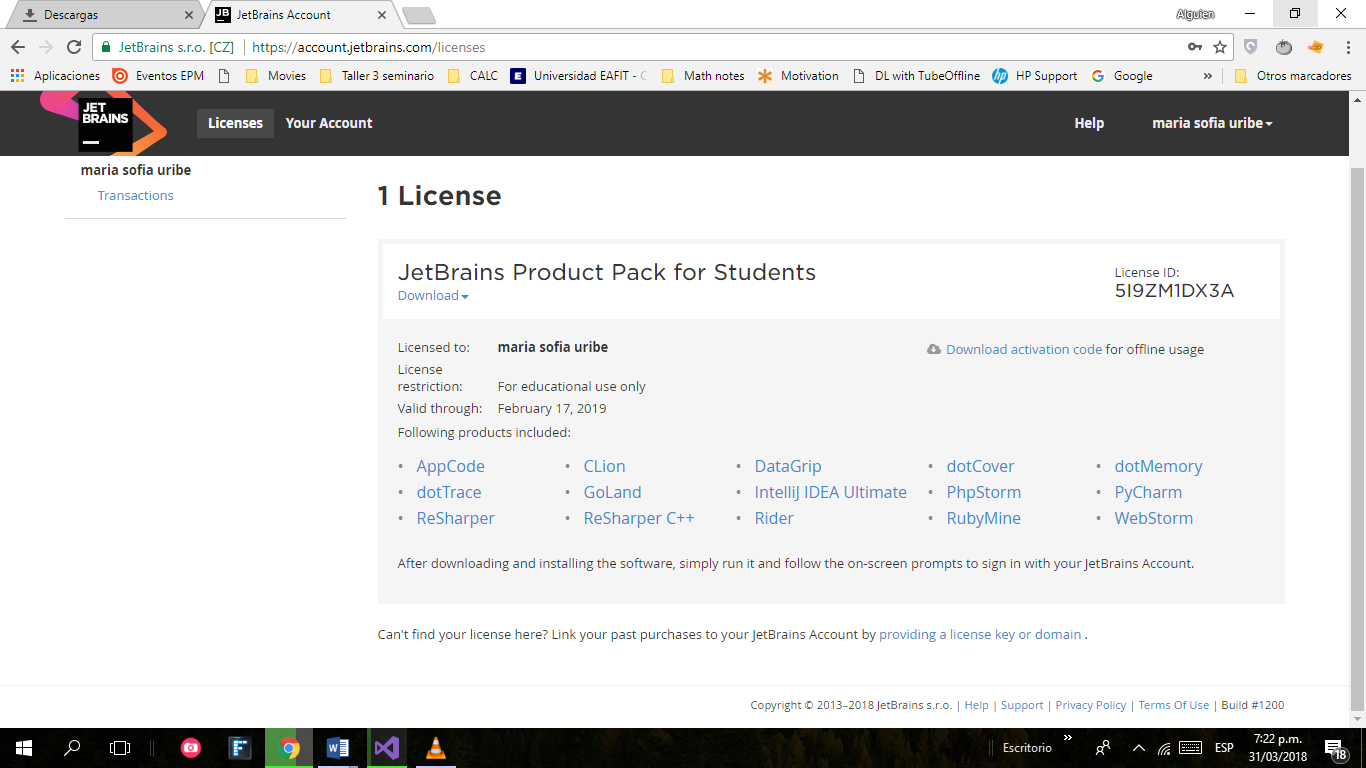 Descargas
JetBrains Account
Alguien
JetBrains s.r.o. [CZ] https://account.jetbrains.com/licenses
Aplicaciones Eventos EPM Movies Taller 3 seminario CALC Universidad EAFIT - C Math notes Motivation DL with TubeOffline HP Support Google » Otros marcadores
JET
BRAINS
Licenses Your Account Help maria sofia uribe
maria sofia uribe
Transactions
1 License
JetBrains Product Pack for Students
Download
License ID:
5I9ZM1DX3A
Licensed to: maria sofia uribe
Download activation code for offline usage
License
restriction: For educational use only
Valid through: February 17, 2019
Following products included:
• AppCode • CLion • DataGrip • dotCover • dotMemory
• dotTrace • GoLand • IntelliJ IDEA Ultimate • PhpStorm • PyCharm
• ReSharper • ReSharper C++ • Rider • RubyMine • WebStorm
After downloading and installing the software, simply run it and follow the on-screen prompts to sign in with your JetBrains Account.
Can't find your license here? Link your past purchases to your JetBrains Account by providing a license key or domain .
Copyright © 2013–2018 JetBrains s.r.o. | Help | Support | Privacy Policy | Terms Of Use | Build #1200
Escritorio » ESP 7:22 p.m.
31/03/2018 18